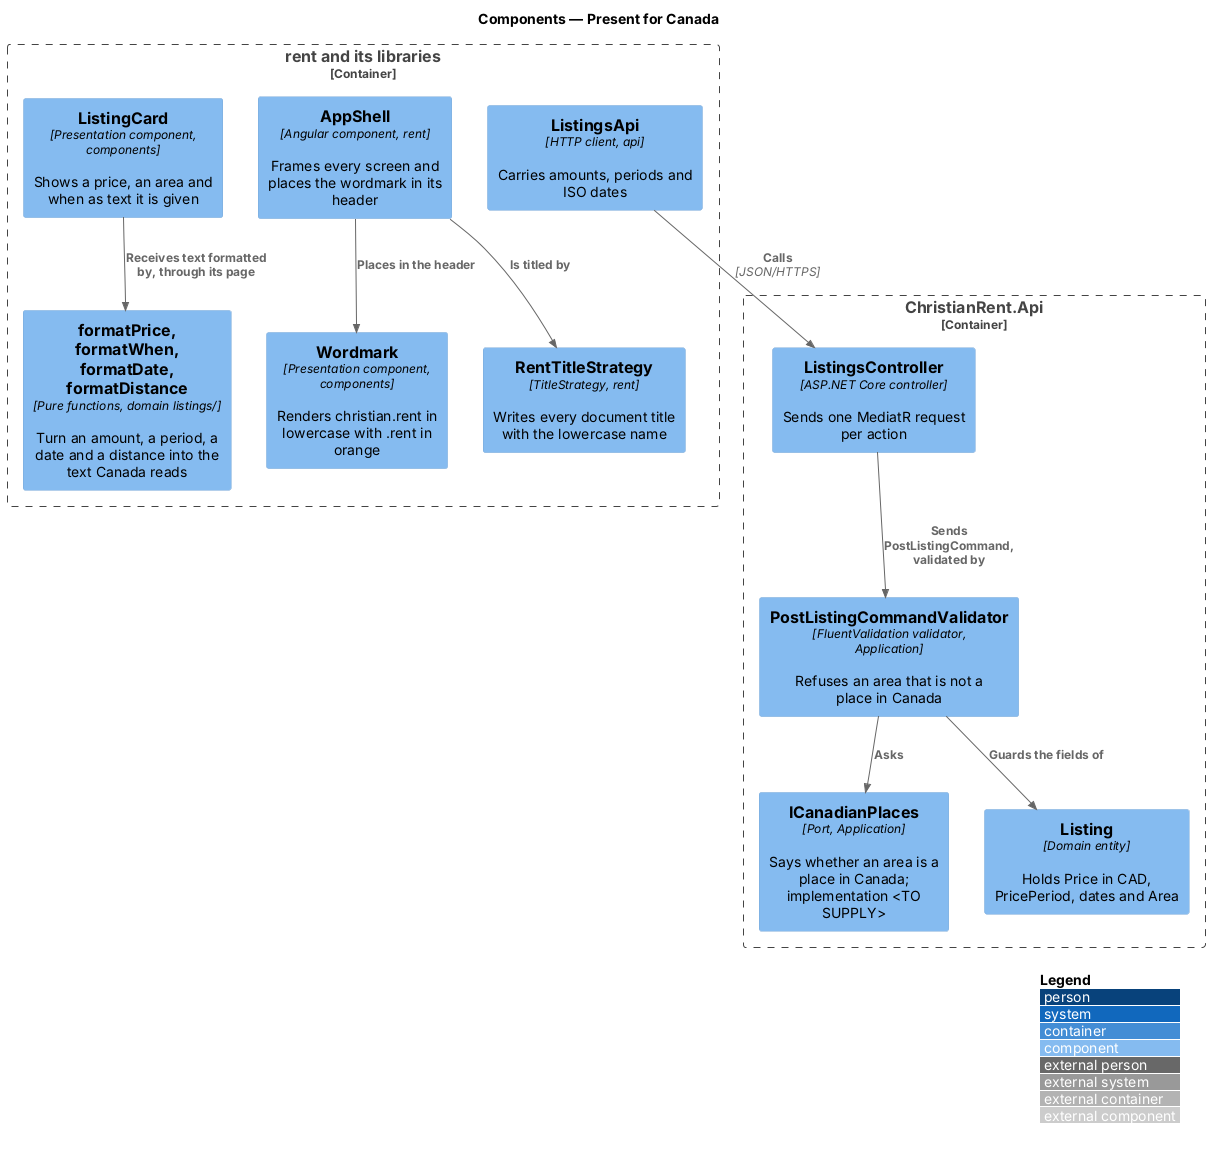 Components — Present for Canada
rent and its libraries
[Container]
ListingCard
[Presentation component,
components]
Shows a price, an area and
when as text it is given
AppShell
[Angular component, rent]
Frames every screen and
places the wordmark in its
header
ListingsApi
[HTTP client, api]
Carries amounts, periods and
ISO dates
Receives text formatted
by, through its page
Places in the header
Is titled by
Calls
[JSON/HTTPS]
formatPrice,
formatWhen,
formatDate,
formatDistance
[Pure functions, domain listings/]
Turn an amount, a period, a
date and a distance into the
text Canada reads
Wordmark
[Presentation component,
components]
Renders christian.rent in
lowercase with .rent in
orange
RentTitleStrategy
[TitleStrategy, rent]
Writes every document title
with the lowercase name
ChristianRent.Api
[Container]
ListingsController
[ASP.NET Core controller]
Sends one MediatR request
per action
Sends
PostListingCommand,
validated by
PostListingCommandValidator
[FluentValidation validator,
Application]
Refuses an area that is not a
place in Canada
Asks
Guards the fields of
ICanadianPlaces
[Port, Application]
Says whether an area is a
place in Canada;
implementation <TO
SUPPLY>
Listing
[Domain entity]
Holds Price in CAD,
PricePeriod, dates and Area
Legend
person
system
container
component
external person
external system
external container
external component